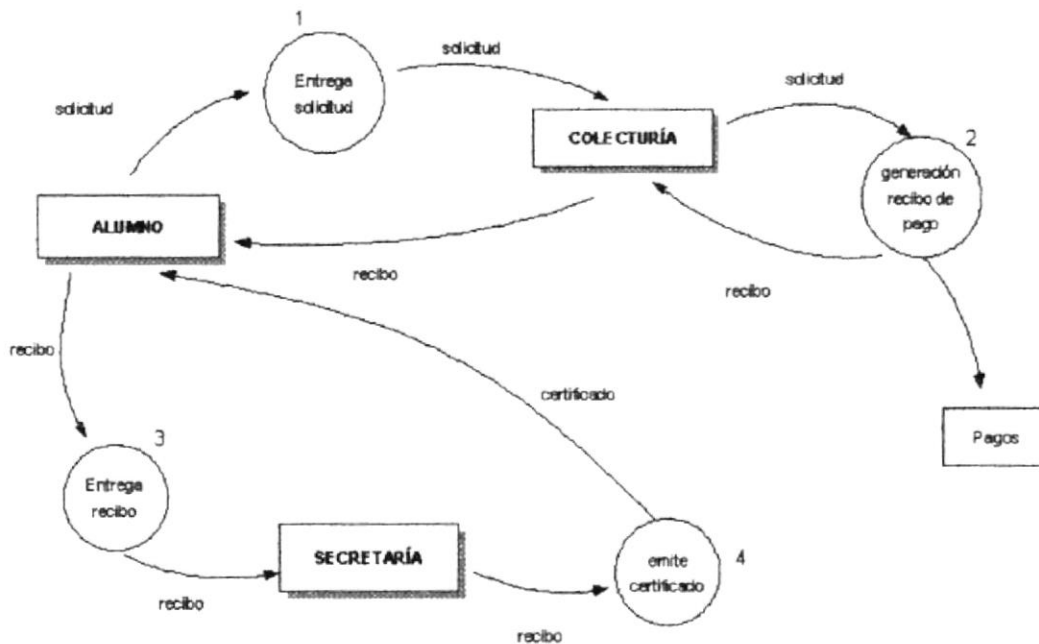 1
Entrega
solicitud
solicitud
solicitud
COLECTURÍA
solicitud
2
generación
recibo de
pago
ALUMNO
recibo
recibo
recibo
certificado
Pagos
3
Entrega
recibo
recibo
SECRETARÍA
recibo
emite
certificado
4